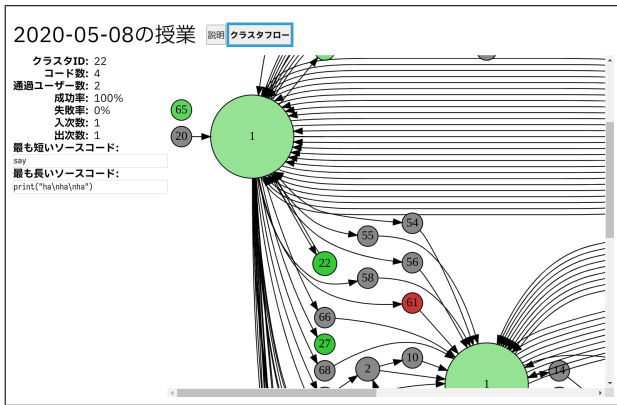 2020-05-08の授業 説明 クラスタフロー
クラスタID: 22
コード数: 4
通過ユーザー数: 2
成功率: 100%
失敗率: 0%
入次数: 1
出次数: 1
最も短いソースコード:
say
最も長いソースコード:
print("ha\nha\nha")
65
20
1
54
55
22
56
58
61
66
27
68
2
10
1
14